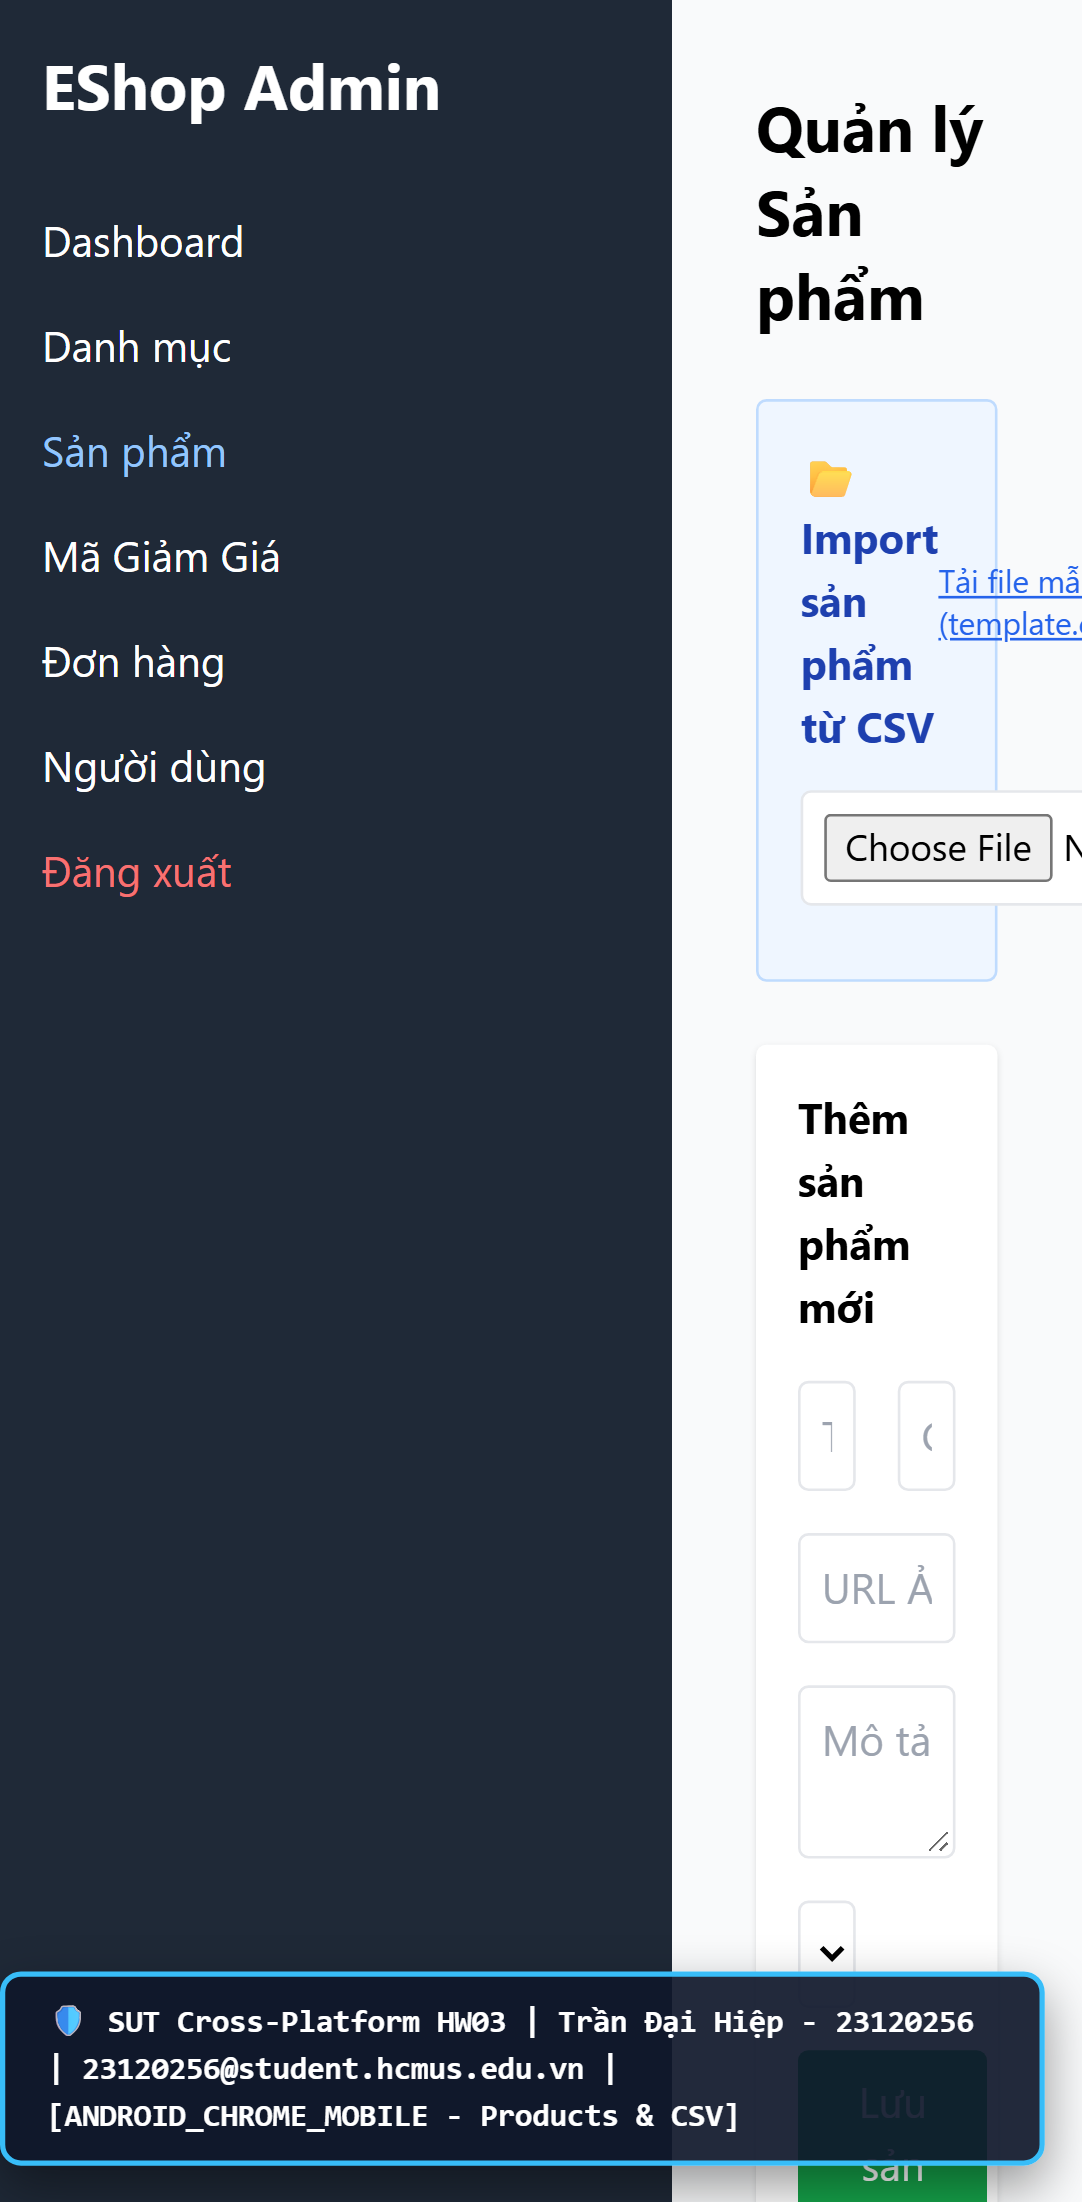 EShop Admin
Dashboard
Danh mục
Sản phẩm
Mã Giảm Giá
Đơn hàng
Người dùng
Đăng xuất
Quản lý
Sản
phẩm
Import
sản
phẩm
từ CSV
Tải file
(template.
Choose File
Thêm
sản
phẩm
mới
URL
Mô tả
SUT Cross-Platform HW03 | Trần Đại Hiệp - 23120256
| 23120256@student.hcmus.edu.vn |
[ANDROID_CHROME_MOBILE - Products & CSV]
Lưu
sản